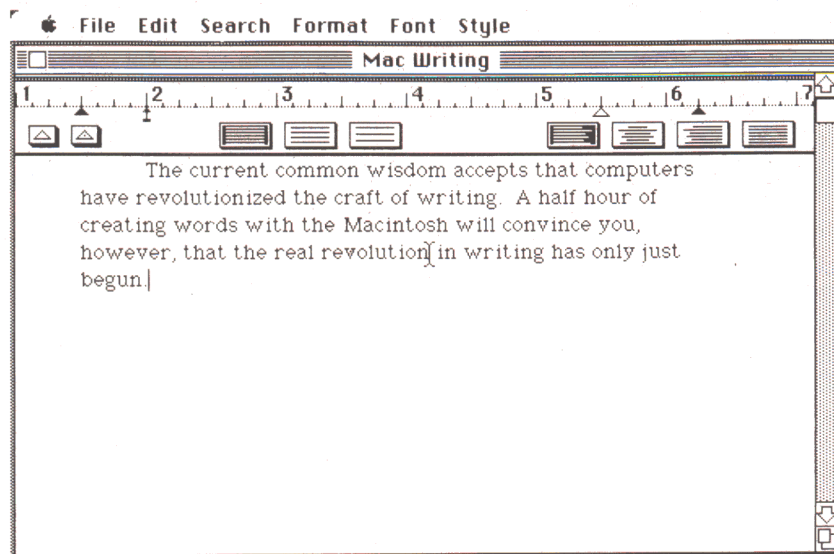 File Edit Search Format Font Style
Mac Writing
1 2 3 4 5 6 7
The current common wisdom accepts that computers
have revolutionized the craft of writing. A half hour of
creating words with the Macintosh will convince you,
however, that the real revolution in writing has only just
begun.